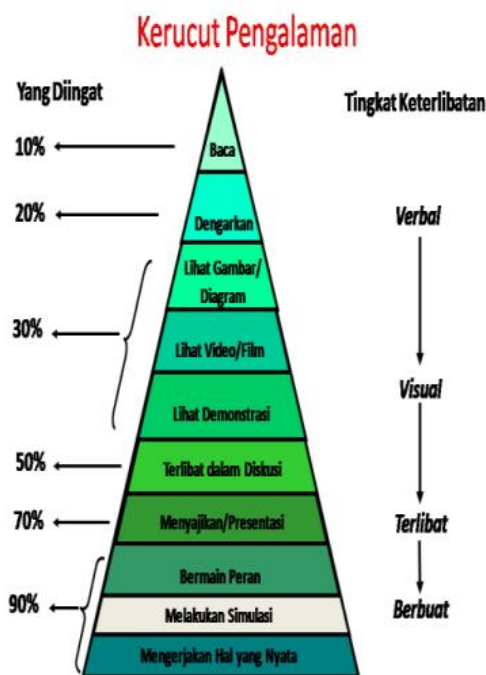 Kerucut Pengalaman
Yang Diingat
Tingkat Keterlibatan
10%
Baca
20%
Dengarkan
Verbal
Lihat Gambar/
Diagram
30%
Lihat Video/Film
Visual
Lihat Demonstrasi
50%
Terlibat dalam Diskusi
70%
Menyajikan/Presentasi
Terlibat
Bermain Peran
90%
Melakukan Simulasi
Berbuat
Mengerjakan Hal yang Nyata